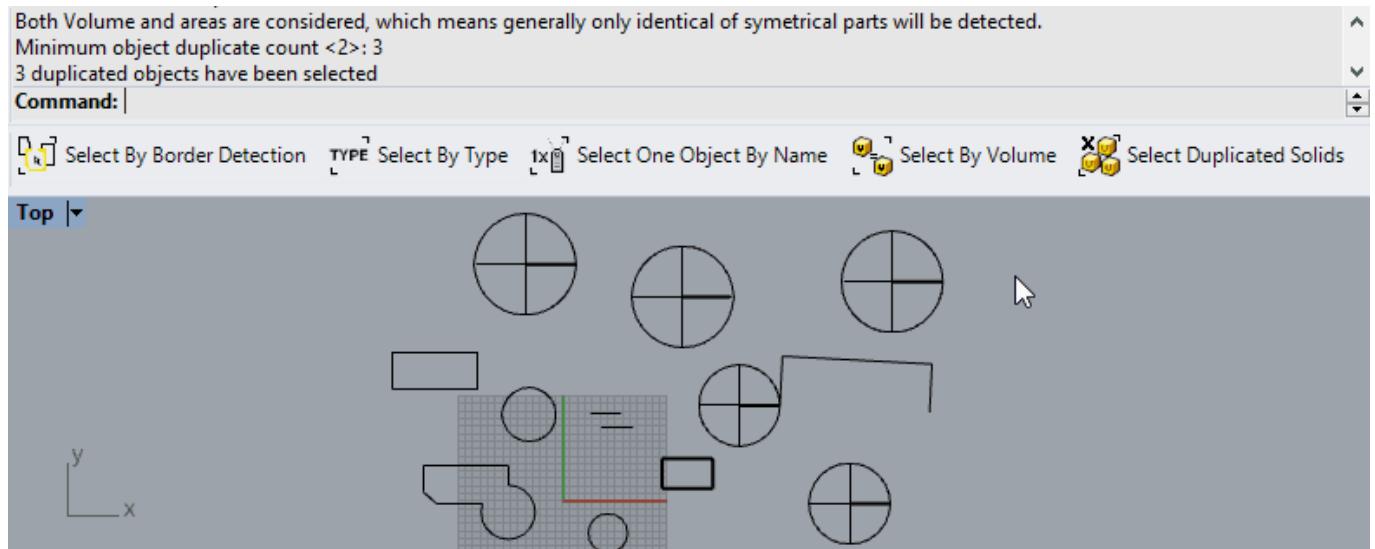 Both Volume and areas are considered, which means generally only identical of symetrical parts will be detected.
Minimum object duplicate count <2>: 3
3 duplicated objects have been selected
Command:
Select By Border Detection TYPE Select By Type 1x Select One Object By Name Select By Volume X Select Duplicated Solids
Top
y
x